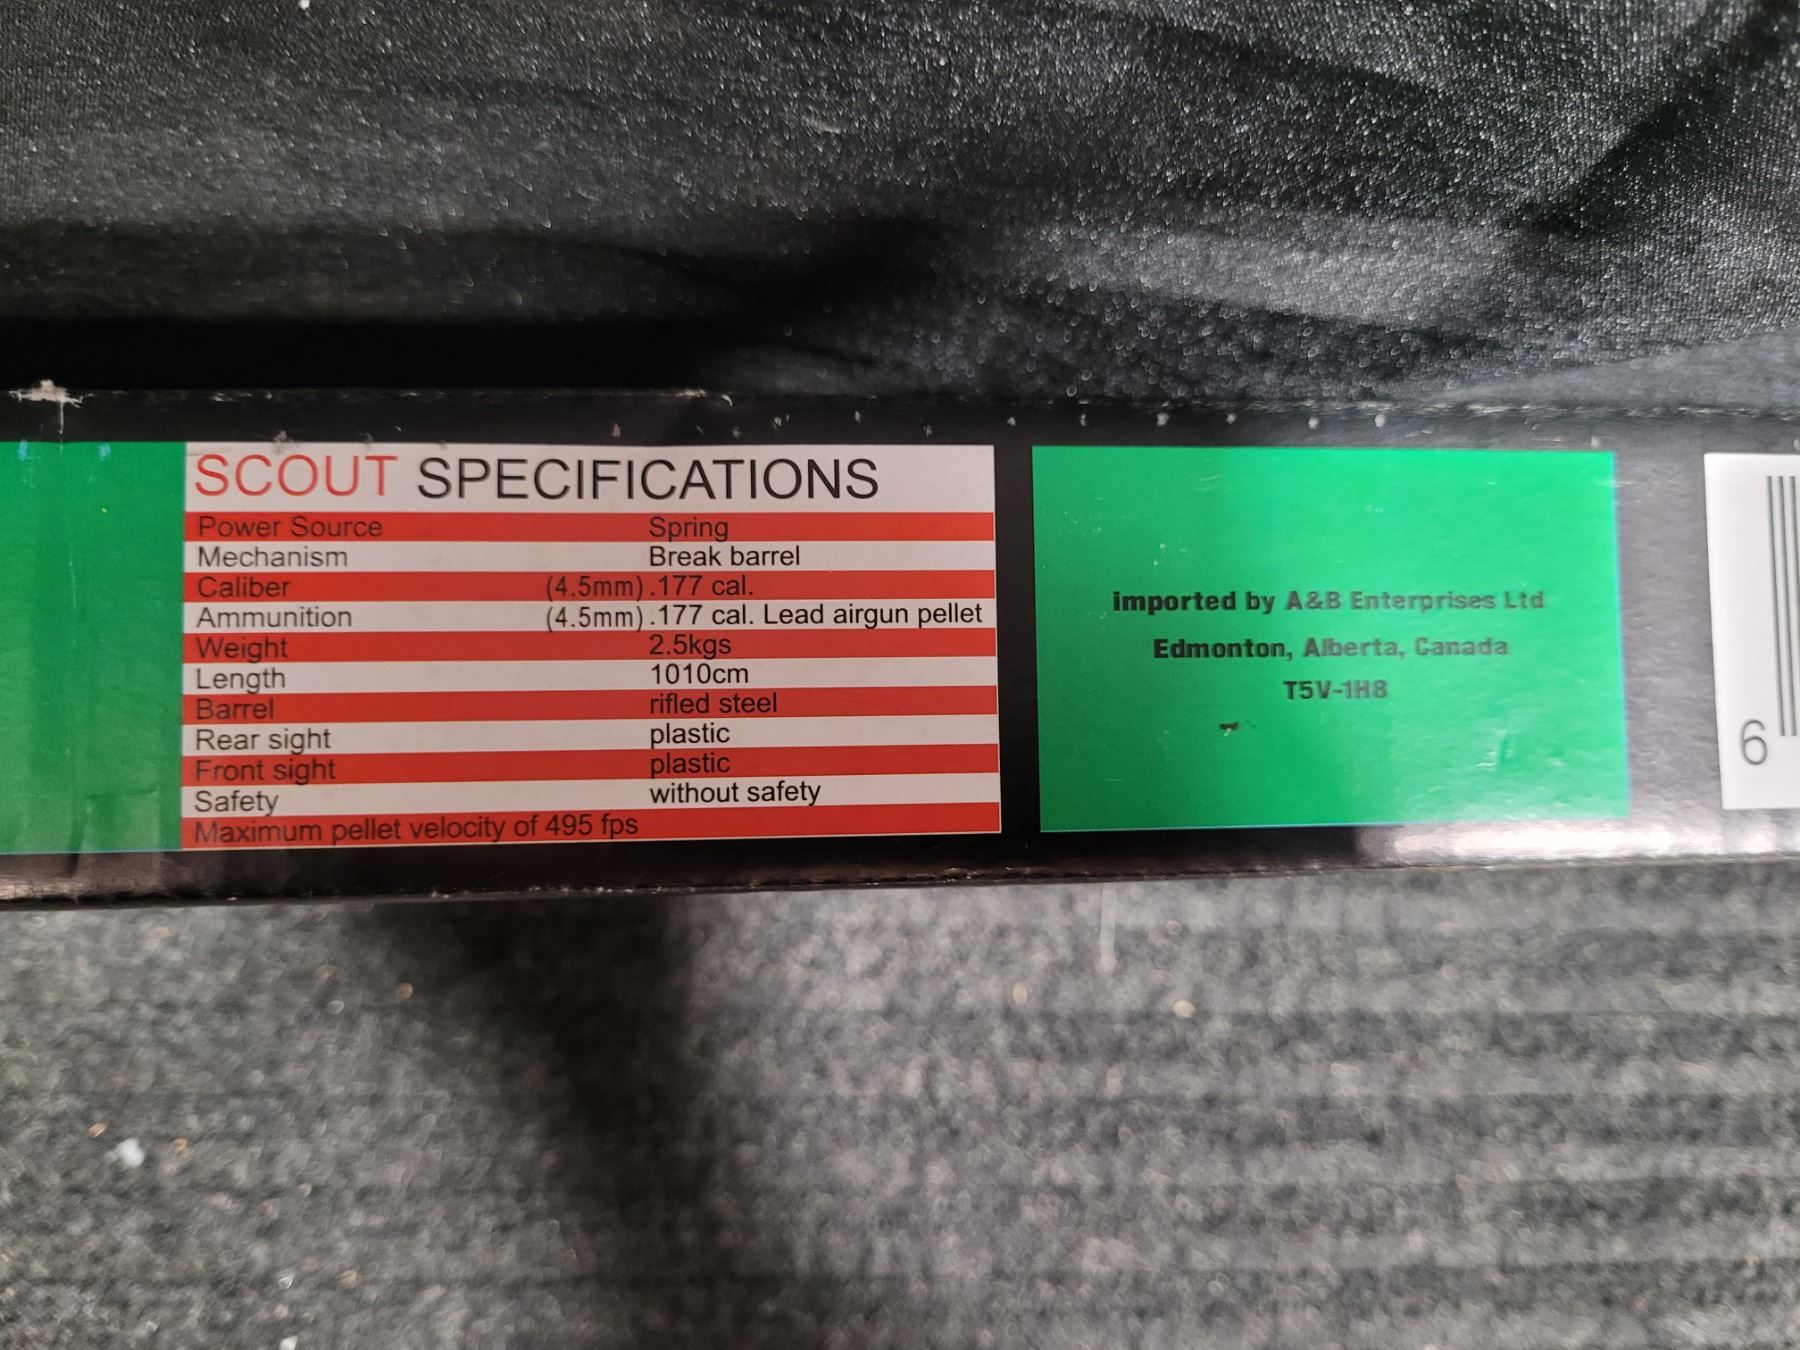 SCOUT SPECIFICATIONS
Power Source Spring
Mechanism Break barrel
Caliber (4.5mm) .177 cal.
Ammunition (4.5mm) .177 cal. Lead airgun pellet
Weight 2.5kgs
Length 1010cm
Barrel rifled steel
Rear sight plastic
Front sight plastic
Safety without safety
Maximum pellet velocity of 495 fps
imported by A&B Enterprises Ltd
Edmonton, Alberta, Canada
T5V-1H8
6